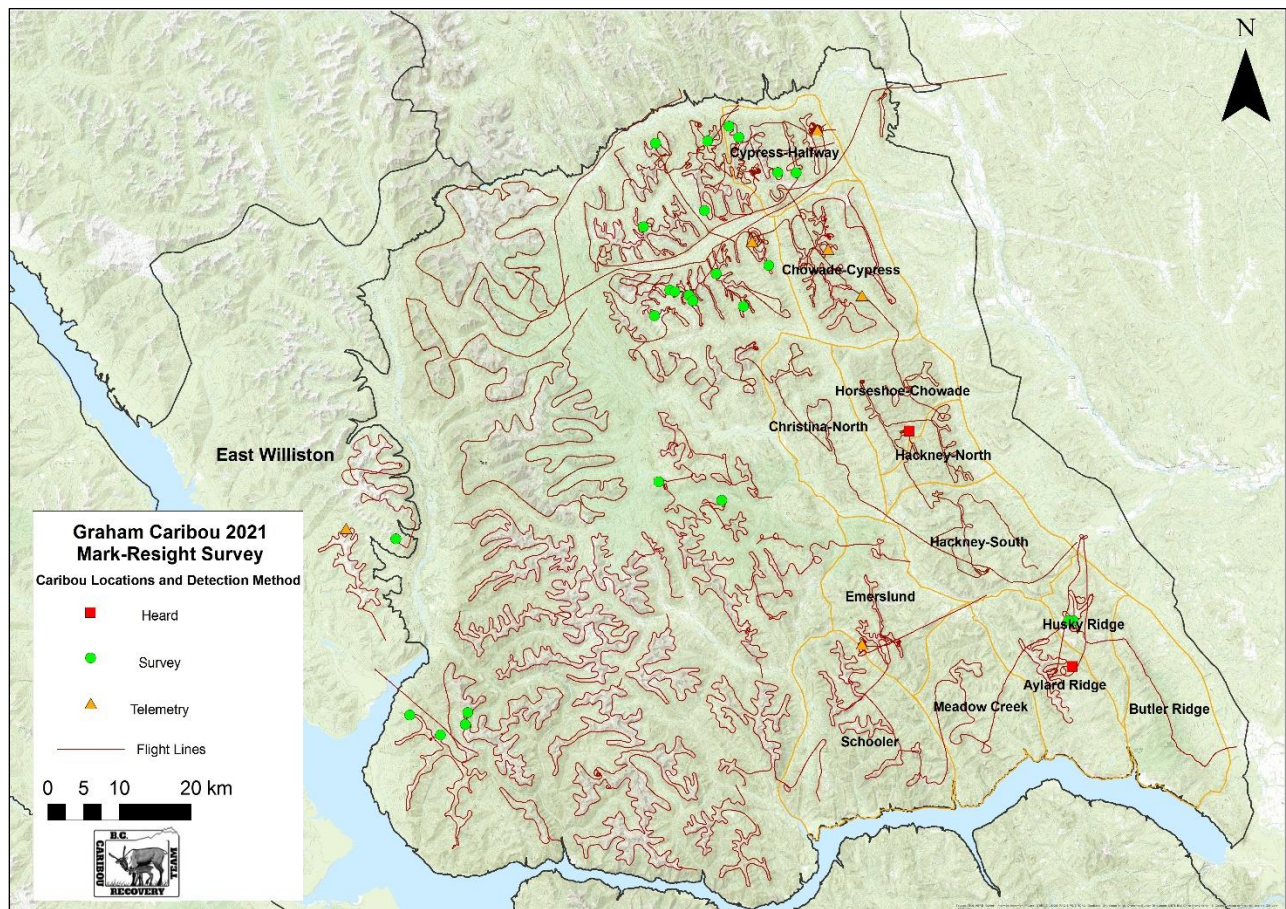 N
Cypress-Halfway
Chowade-Cypress
Horseshoe-Chowade
Christina-North
Hackney-North
East Williston
Hackney-South
Emerslund
Husky Ridge
Aylard Ridge
Meadow Creek
Butler Ridge
Schooler
Graham Caribou 2021
Mark-Resight Survey
Caribou Locations and Detection Method
Heard
Survey
Telemetry
Flight Lines
0 5 10 20 km
B.C.
CARIBOU
RECOVERY
TEAM